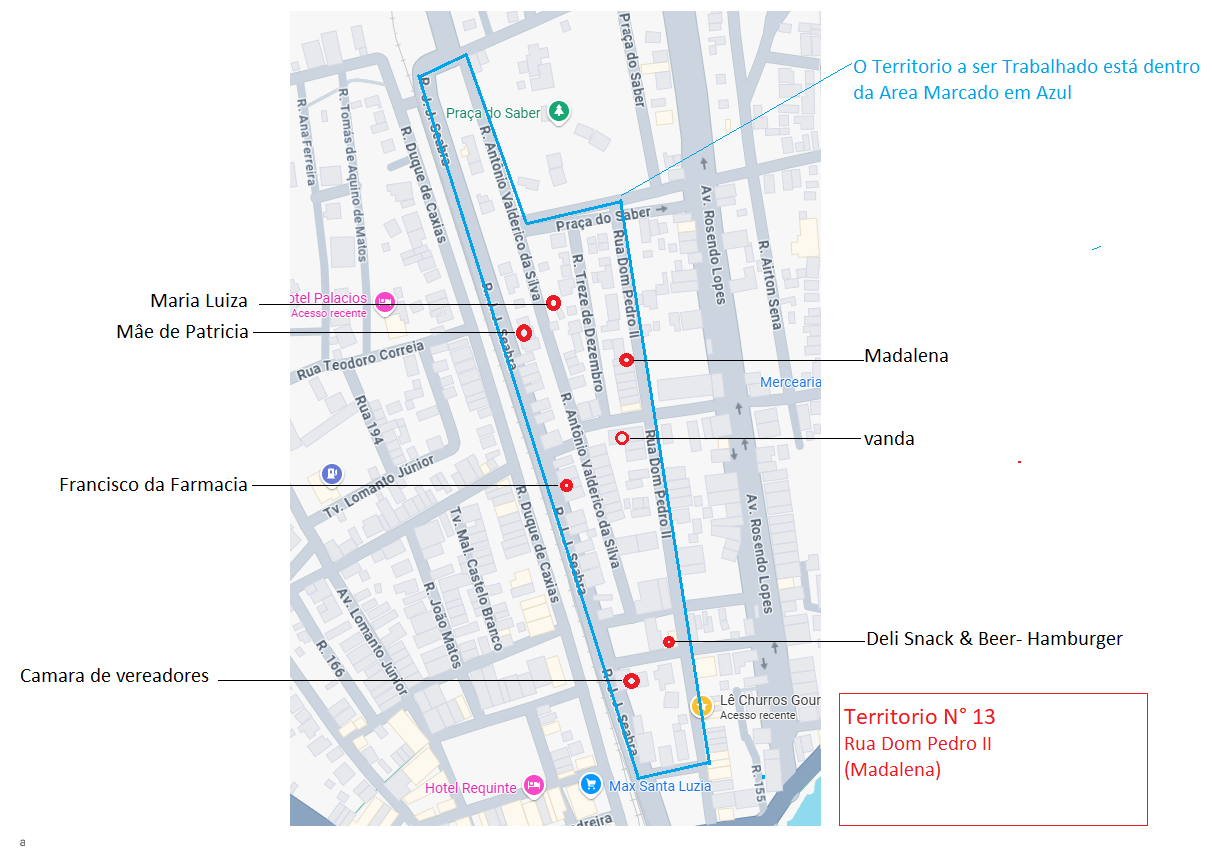 O Territorio a ser Trabalhado está dentro
da Area Marcado em Azul
Praça do Saber
Praça do Saber
R. J. J. Seabra
R. Ana Ferreira
R. Tomás de Aquino de Matos
R. Duque de Caxias
R. Antônio Valderico da Silva
Praça do Saber
Rua Dom Pedro II
R. Treze de Dezembro
Av. Rosendo Lopes
R. Airton Sena
Maria Luiza
otel Palacios
Acesso recente
Mâe de Patricia
R. J. J. Seabra
Rua Teodoro Correia
Madalena
Mercearia
Rua 194
R. Antônio Valderico da Silva
vanda
Rua Dom Pedro II
Tv. Lomanto Júnior
Francisco da Farmacia
R. Duque de Caxias
R. J. J. Seabra
Av. Rosendo Lopes
Tv. Mal. Castelo Branco
R. João Matos
Av. Lomanto Júnior
R. 166
Deli Snack & Beer- Hamburger
Camara de vereadores
R. J. J. Seabra
Lê Churros Gour
Acesso recente
Territorio N° 13
Rua Dom Pedro II
(Madalena)
R. 155
Hotel Requinte
Max Santa Luzia
dreira
a